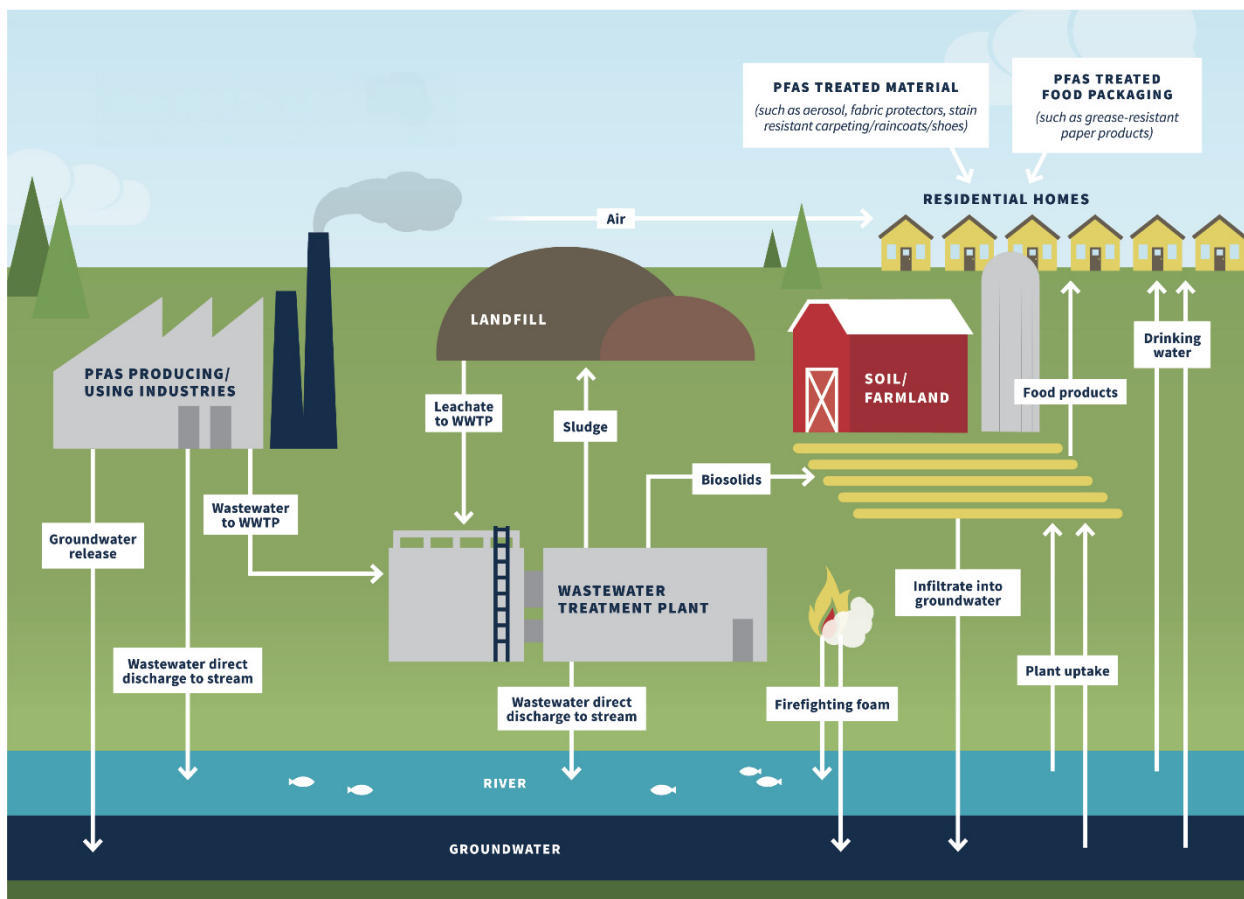 PFAS TREATED MATERIAL
(such as aerosol, fabric protectors, stain
resistant carpeting/raincoats/shoes)
PFAS TREATED
FOOD PACKAGING
(such as grease-resistant
paper products)
RESIDENTIAL HOMES
Air
LANDFILL
PFAS PRODUCING/
USING INDUSTRIES
SOIL/
FARMLAND
Drinking
water
Food products
Leachate
to WWTP
Sludge
Biosolids
Wastewater
to WWTP
Groundwater
release
WASTEWATER
TREATMENT PLANT
Infiltrate into
groundwater
Plant uptake
Wastewater direct
discharge to stream
Wastewater direct
discharge to stream
Firefighting foam
RIVER
GROUNDWATER